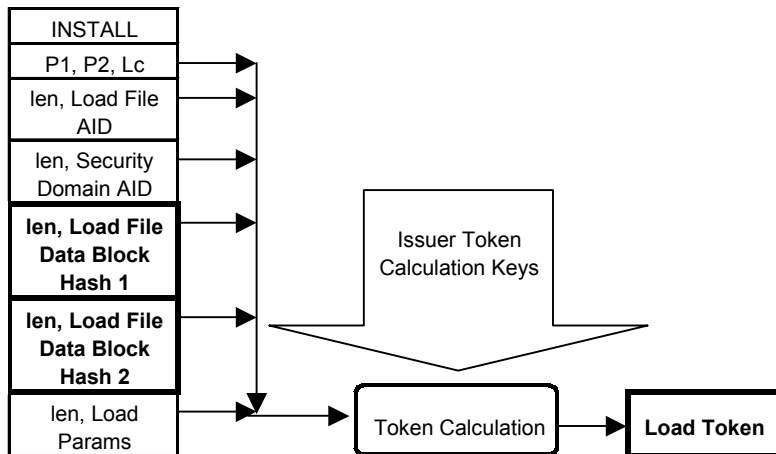 INSTALL
P1, P2, Lc
len, Load File
AID
len, Security
Domain AID
len, Load File
Data Block
Hash 1
len, Load File
Data Block
Hash 2
len, Load
Params
Issuer Token
Calculation Keys
Token Calculation
Load Token